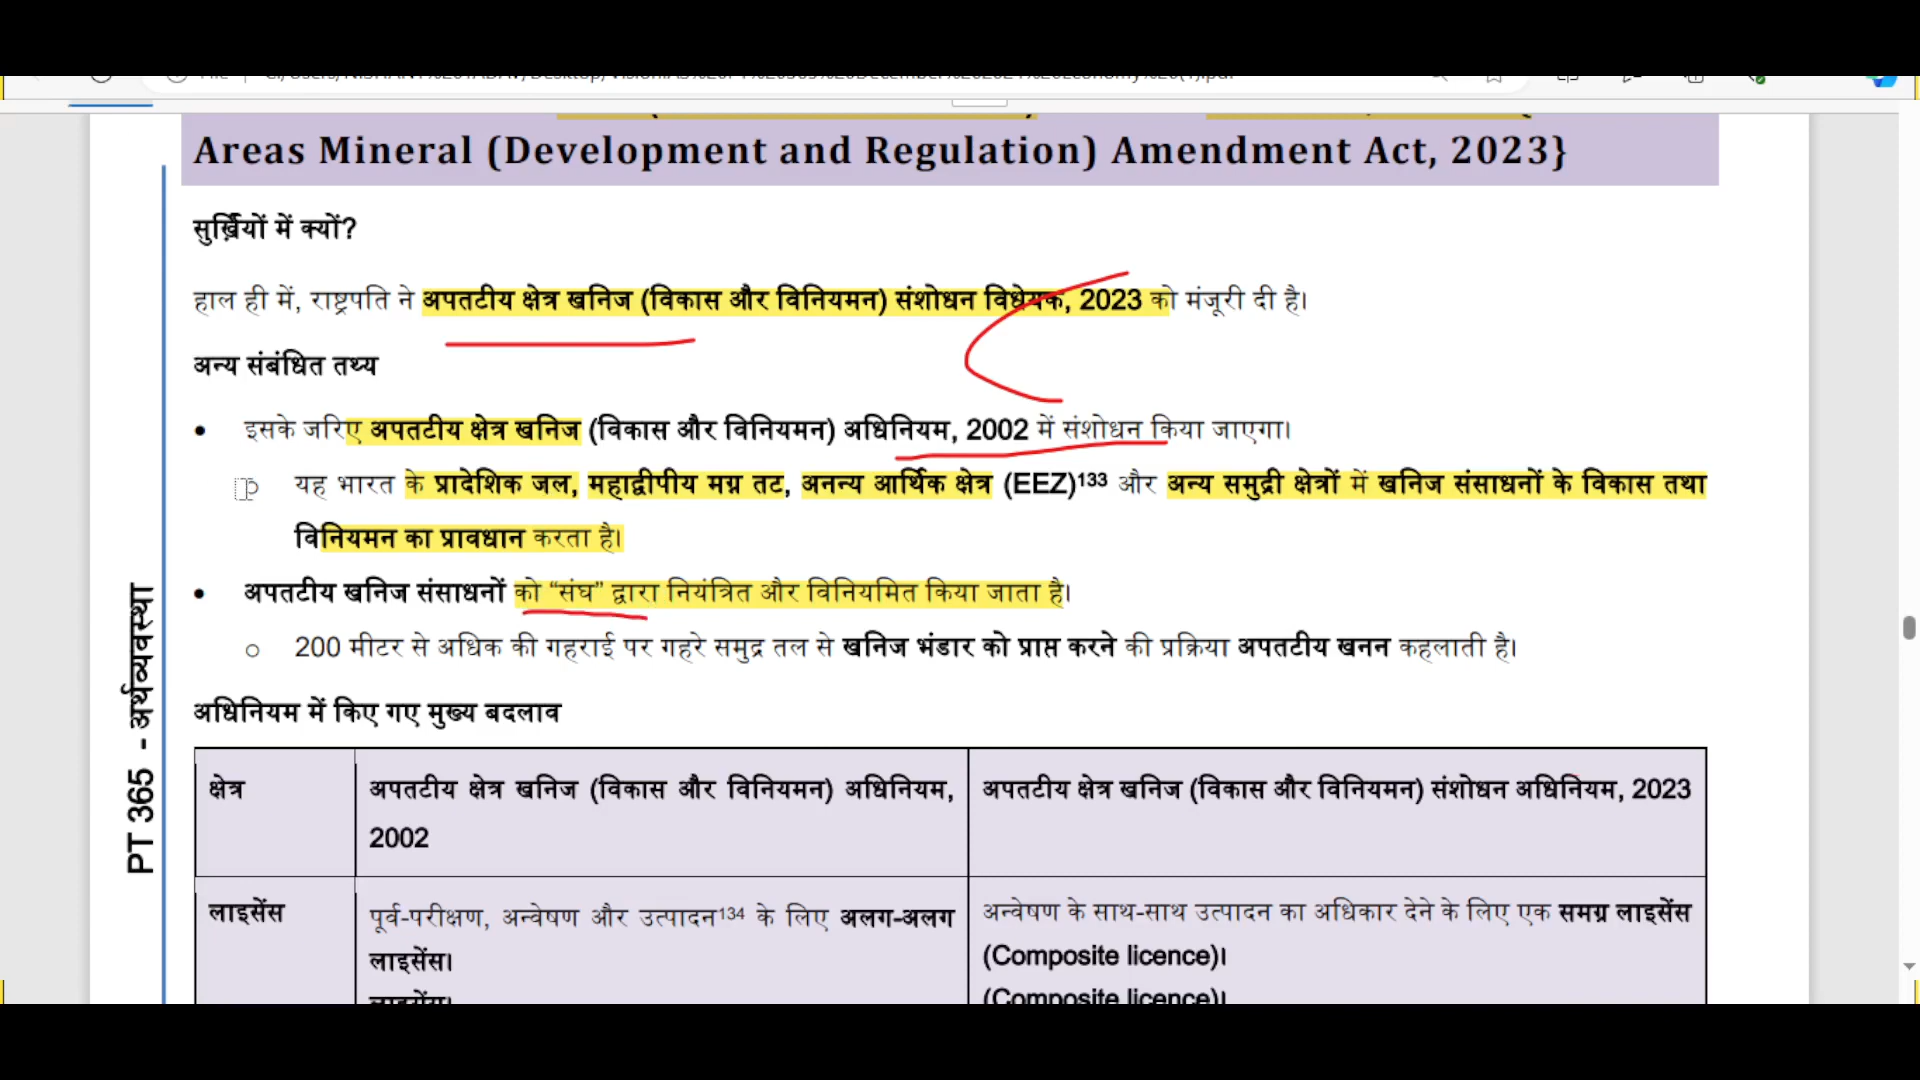 Areas Mineral (Development and Regulation) Amendment Act, 2023}
सुर्ख़ियों में क्यों?
हाल ही में, राष्ट्रपति ने अपतटीय क्षेत्र खनिज (विकास और विनियमन) संशोधन विधेयक, 2023 को मंजूरी दी है।
अन्य संबंधित तथ्य
• इसके जरिए अपतटीय क्षेत्र खनिज (विकास और विनियमन) अधिनियम, 2002 में संशोधन किया जाएगा।
यह भारत के प्रादेशिक जल, महाद्वीपीय मग्न तट, अनन्य आर्थिक क्षेत्र (EEZ)¹³³ और अन्य समुद्री क्षेत्रों में खनिज संसाधनों के विकास तथा
विनियमन का प्रावधान करता है।
• अपतटीय खनिज संसाधनों को “संघ” द्वारा नियंत्रित और विनियमित किया जाता है।
o 200 मीटर से अधिक की गहराई पर गहरे समुद्र तल से खनिज भंडार को प्राप्त करने की प्रक्रिया अपतटीय खनन कहलाती है।
अधिनियम में किए गए मुख्य बदलाव
क्षेत्र
अपतटीय क्षेत्र खनिज (विकास और विनियमन) अधिनियम,
2002
अपतटीय क्षेत्र खनिज (विकास और विनियमन) संशोधन अधिनियम, 2023
लाइसेंस
पूर्व-परीक्षण, अन्वेषण और उत्पादन¹³⁴ के लिए अलग-अलग
लाइसेंस।
अन्वेषण के साथ-साथ उत्पादन का अधिकार देने के लिए एक समग्र लाइसेंस
(Composite licence)।
(Composite licence)।
PT 365 - अर्थव्यवस्था